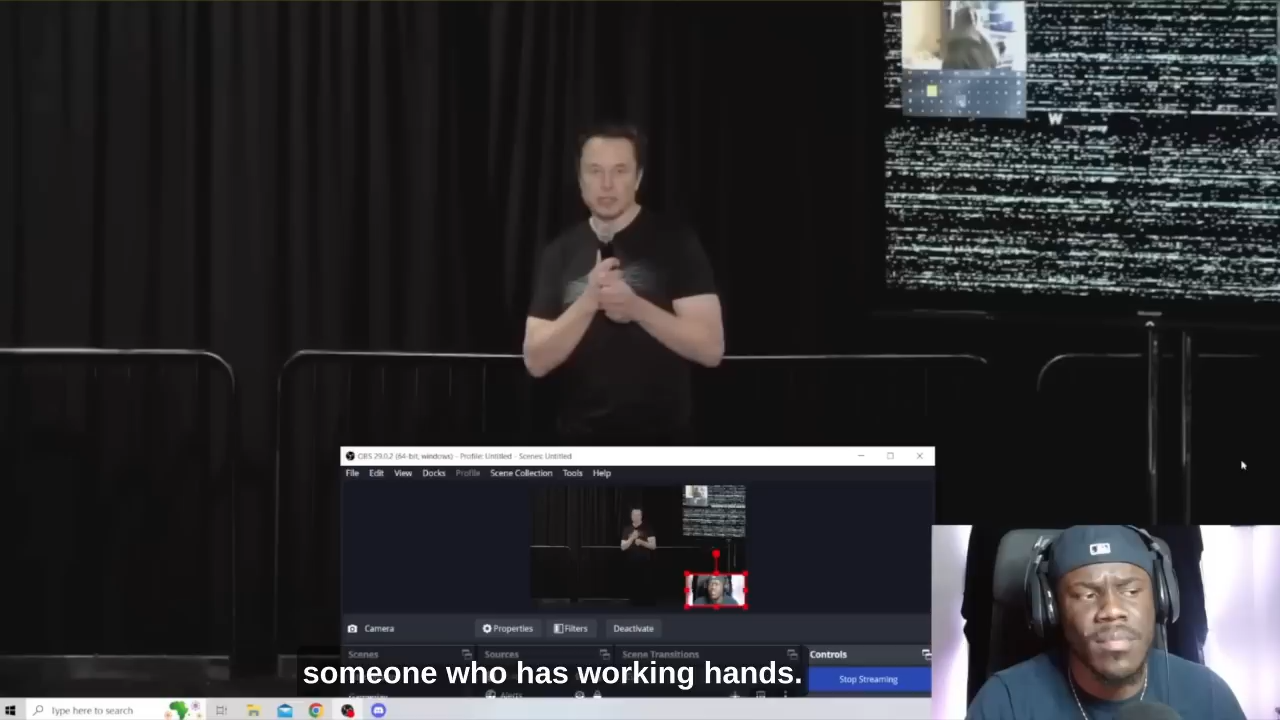 W
OBS 29.0.2 (64-bit, windows) - Profile: Untitled - Scenes: Untitled
File Edit View Docks Profile Scene Collection Tools Help
Camera Properties Filters Deactivate
Scenes Sources Scene Transitions Controls
someone who has working hands.
Stop Streaming
Alerts
Type here to search